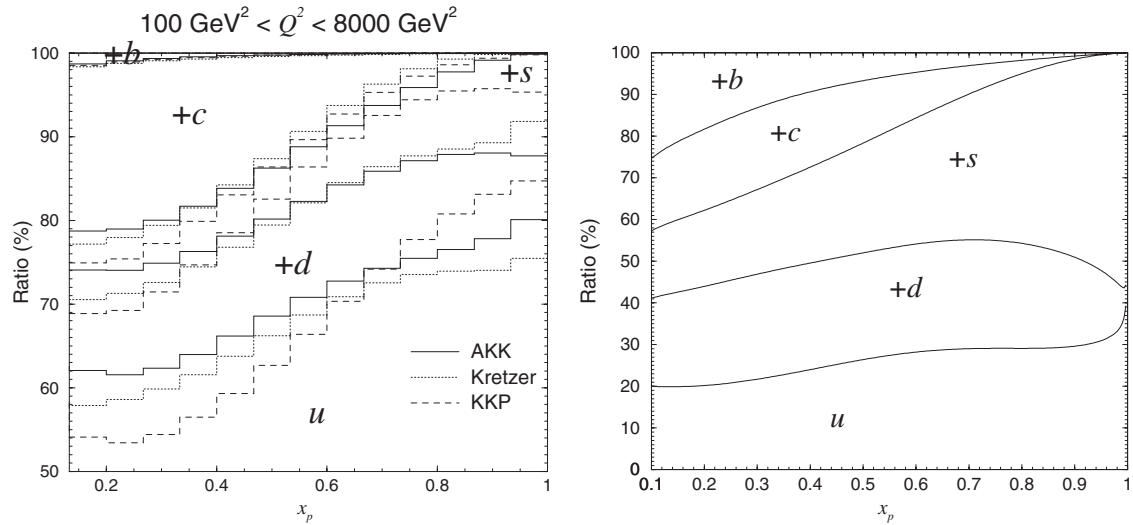 100 GeV² < Q² < 8000 GeV²
100
90
80
70
60
50
Ratio (%)
+b
+c
+s
+d
u
AKK
Kretzer
KKP
0.2
0.4
0.6
0.8
1
x_p
100
90
80
70
60
50
40
30
20
10
0
Ratio (%)
+b
+c
+s
+d
u
0.1
0.2
0.3
0.4
0.5
0.6
0.7
0.8
0.9
1
x_p